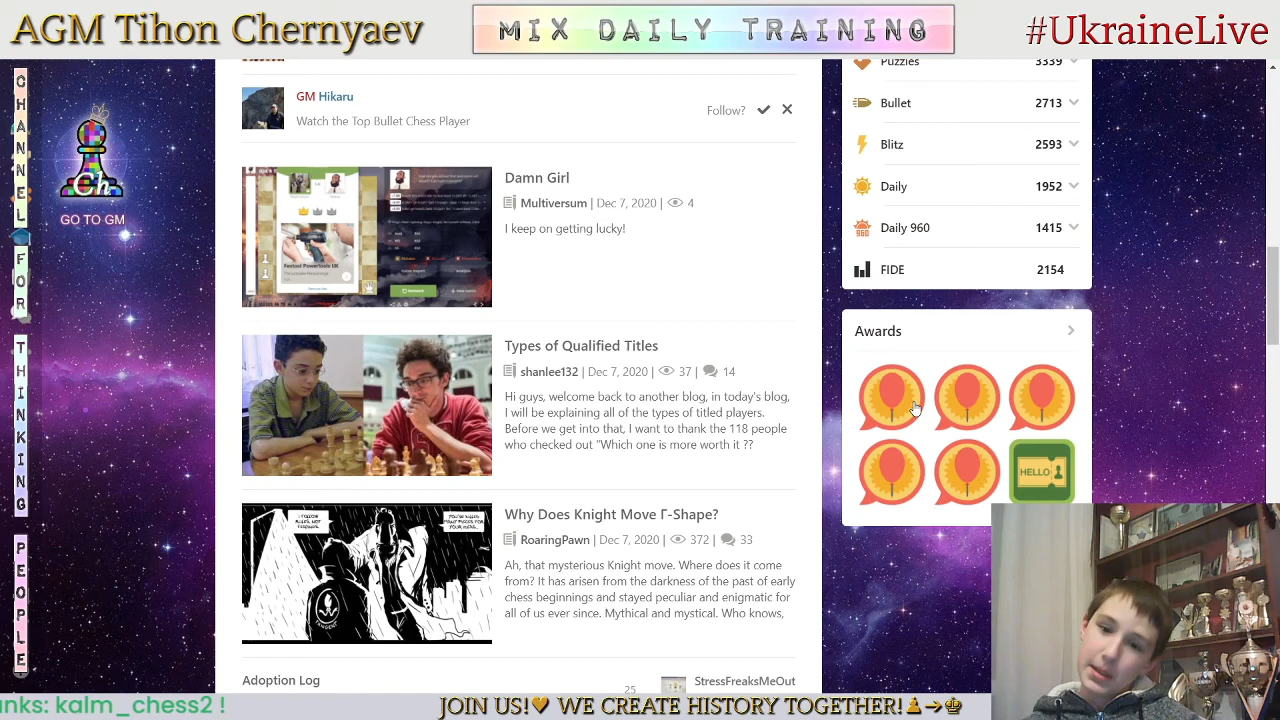 AGM Tihon Chernyaev
MIX DAILY TRAINING
#UkraineLive
CHANNEL FOR THINKING PEOPLE
Ch
GO TO GM
GM Hikaru
Watch the Top Bullet Chess Player
Follow?
Damn Girl
Multiversum | Dec 7, 2020 | 4
I keep on getting lucky!
Types of Qualified Titles
shanlee132 | Dec 7, 2020 | 37 | 14
Hi guys, welcome back to another blog, in today's blog,
I will be explaining all of the types of titled players.
Before we get into that, I want to thank the 118 people
who checked out "Which one is more worth it ??
Why Does Knight Move Г-Shape?
RoaringPawn | Dec 7, 2020 | 372 | 33
Ah, that mysterious Knight move. Where does it come
from? It has arisen from the darkness of the past of early
chess beginnings and stayed peculiar and enigmatic for
all of us ever since. Mythical and mystical. Who knows,
Adoption Log
25
StressFreaksMeOut
Puzzles 3339
Bullet 2713
Blitz 2593
Daily 1952
Daily 960 1415
FIDE 2154
Awards
HELLO
anks: kalm_chess2 !
JOIN US!♥ WE CREATE HISTORY TOGETHER!♟→♔